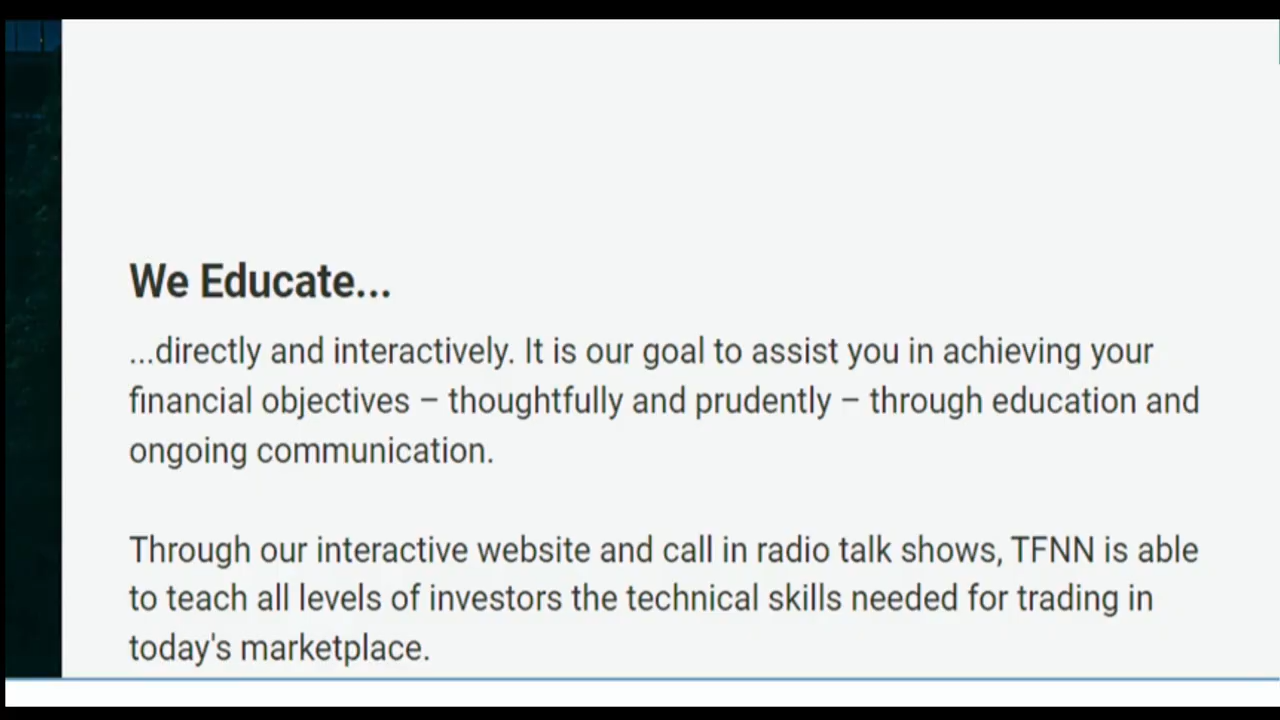 We Educate...
...directly and interactively. It is our goal to assist you in achieving your
financial objectives – thoughtfully and prudently – through education and
ongoing communication.
Through our interactive website and call in radio talk shows, TFNN is able
to teach all levels of investors the technical skills needed for trading in
today's marketplace.